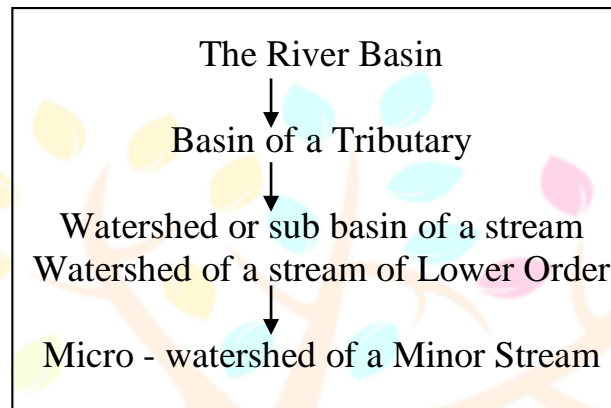 The River Basin
Basin of a Tributary
Watershed or sub basin of a stream
Watershed of a stream of Lower Order
Micro - watershed of a Minor Stream